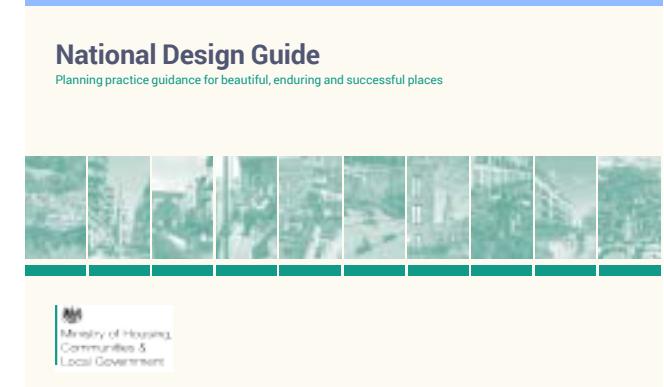 National Design Guide
Planning practice guidance for beautiful, enduring and successful places
Ministry of Housing,
Communities &
Local Government